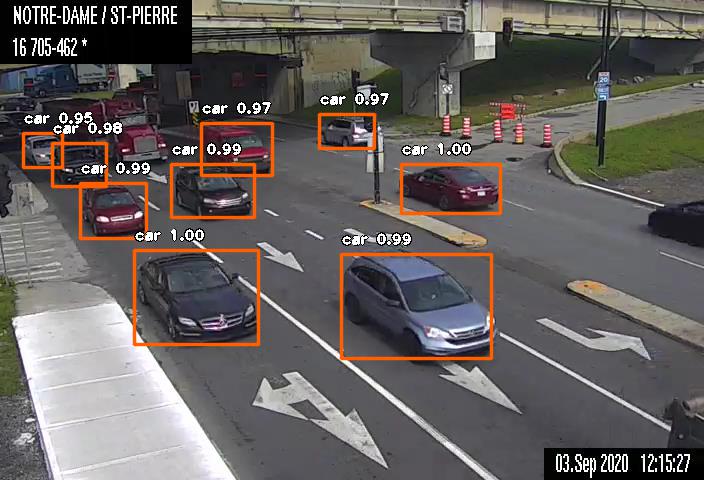 NOTRE-DAME / ST-PIERRE
16 705-462 *
car 0.97
car 0.97
car 0.95
car 0.98
car 0.99
car 0.99
car 1.00
car 1.00
car 0.99
20
03.Sep 2020 12:15:27